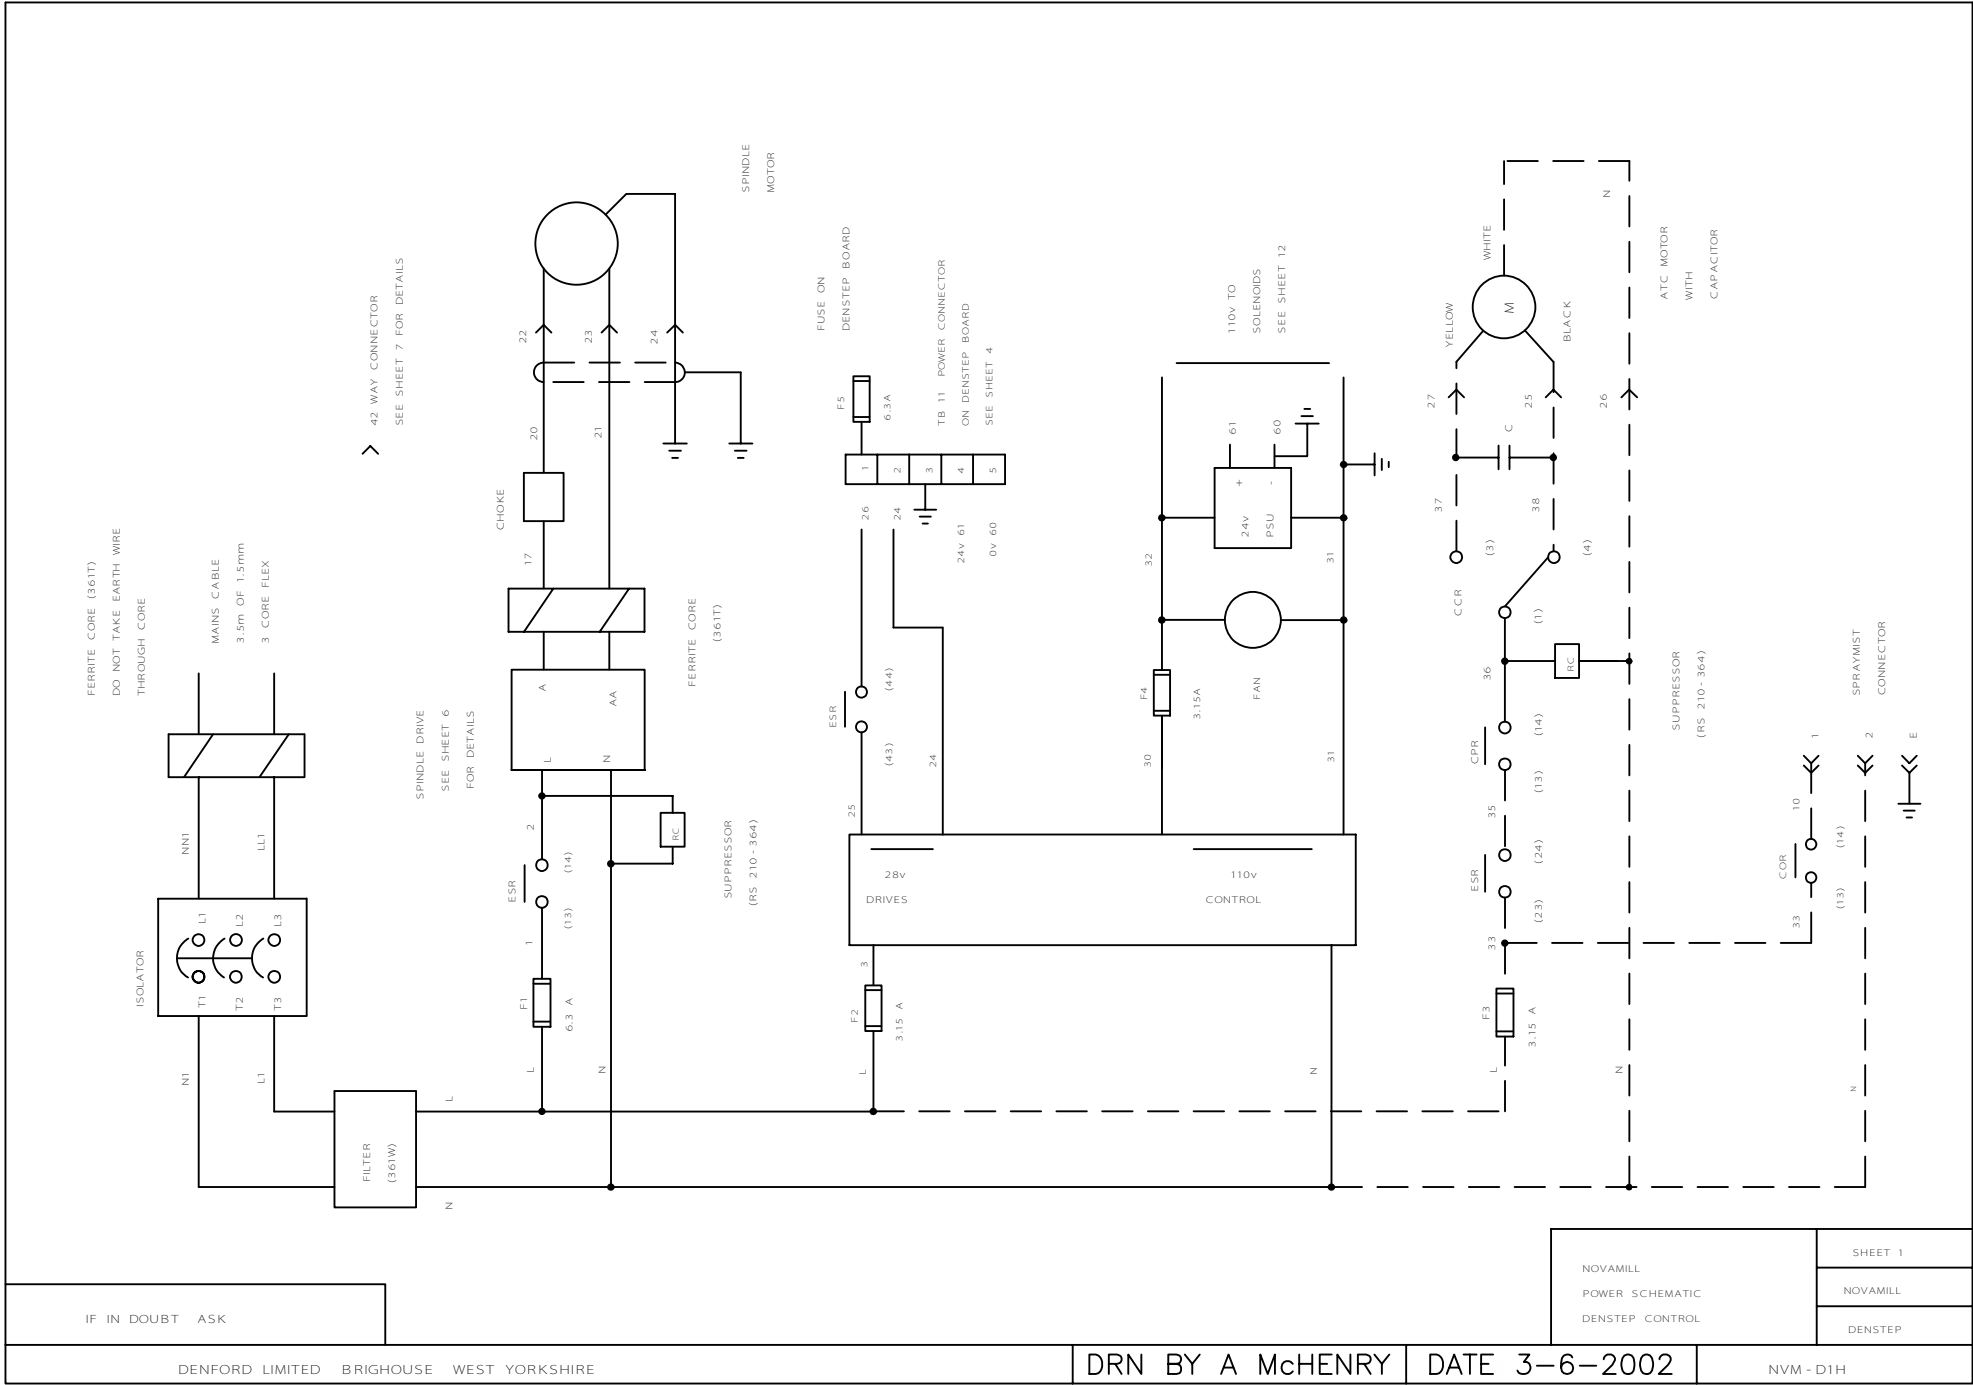 FERRITE CORE (361T)
DO NOT TAKE EARTH WIRE
THROUGH CORE
MAINS CABLE
3.5m OF 1.5mm
3 CORE FLEX
NN1
LL1
ISOLATOR
L1
L2
L3
T1
T2
T3
N1
L1
FILTER
(361W)
L
N
42 WAY CONNECTOR
SEE SHEET 7 FOR DETAILS
SPINDLE
MOTOR
22
23
24
20
21
CHOKE
17
FERRITE CORE
(361T)
SPINDLE DRIVE
SEE SHEET 6
FOR DETAILS
A
AA
L
N
2
RC
SUPPRESSOR
(RS 210-364)
ESR
(14)
(13)
1
F1
6.3 A
L
N
FUSE ON
DENSTEP BOARD
F5
6.3A
TB 11 POWER CONNECTOR
ON DENSTEP BOARD
SEE SHEET 4
1
2
3
4
5
26
24
24v 61
0v 60
ESR
(44)
(43)
25
24
28v
DRIVES
110v
CONTROL
3
F2
3.15 A
L
N
110v TO
SOLENOIDS
SEE SHEET 12
61
60
+
-
24v
PSU
32
31
FAN
F4
3.15A
30
31
WHITE
N
YELLOW
M
BLACK
ATC MOTOR
WITH
CAPACITOR
27
25
26
C
37
38
(3)
(4)
CCR
(1)
36
RC
SUPPRESSOR
(RS 210-364)
CPR
(14)
(13)
35
ESR
(24)
(23)
33
F3
3.15 A
L
N
SPRAYMIST
CONNECTOR
1
2
E
10
COR
(14)
(13)
33
N
NOVAMILL
POWER SCHEMATIC
DENSTEP CONTROL
SHEET 1
NOVAMILL
DENSTEP
IF IN DOUBT ASK
DENFORD LIMITED BRIGHOUSE WEST YORKSHIRE
DRN BY A McHENRY
DATE 3-6-2002
NVM-D1H